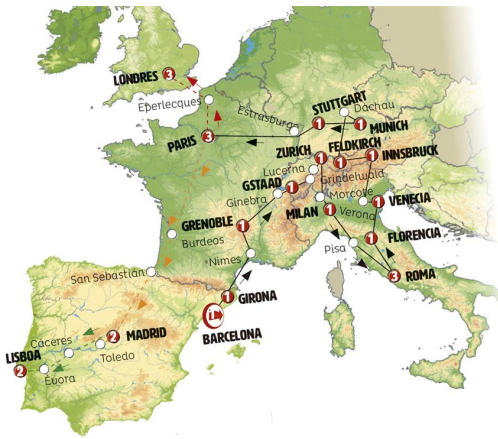 LONDRES 3
Eperlecques
STUTTGART
Dachau
Estrasburgo
1
1
MUNICH
PARIS 3
ZURICH 1
FELDKIRCH
1
1
INNSBRUCK
Lucerna
Grindelwald
GSTAAD 1
Ginebra
Morcote
MILAN 1
1 VENECIA
Verona
GRENOBLE 1
Burdeos
1 FLORENCIA
Pisa
Nimes
San Sebastián
3 ROMA
1 GIRONA
1
BARCELONA
2 MADRID
Cáceres
Toledo
LISBOA
2
Évora